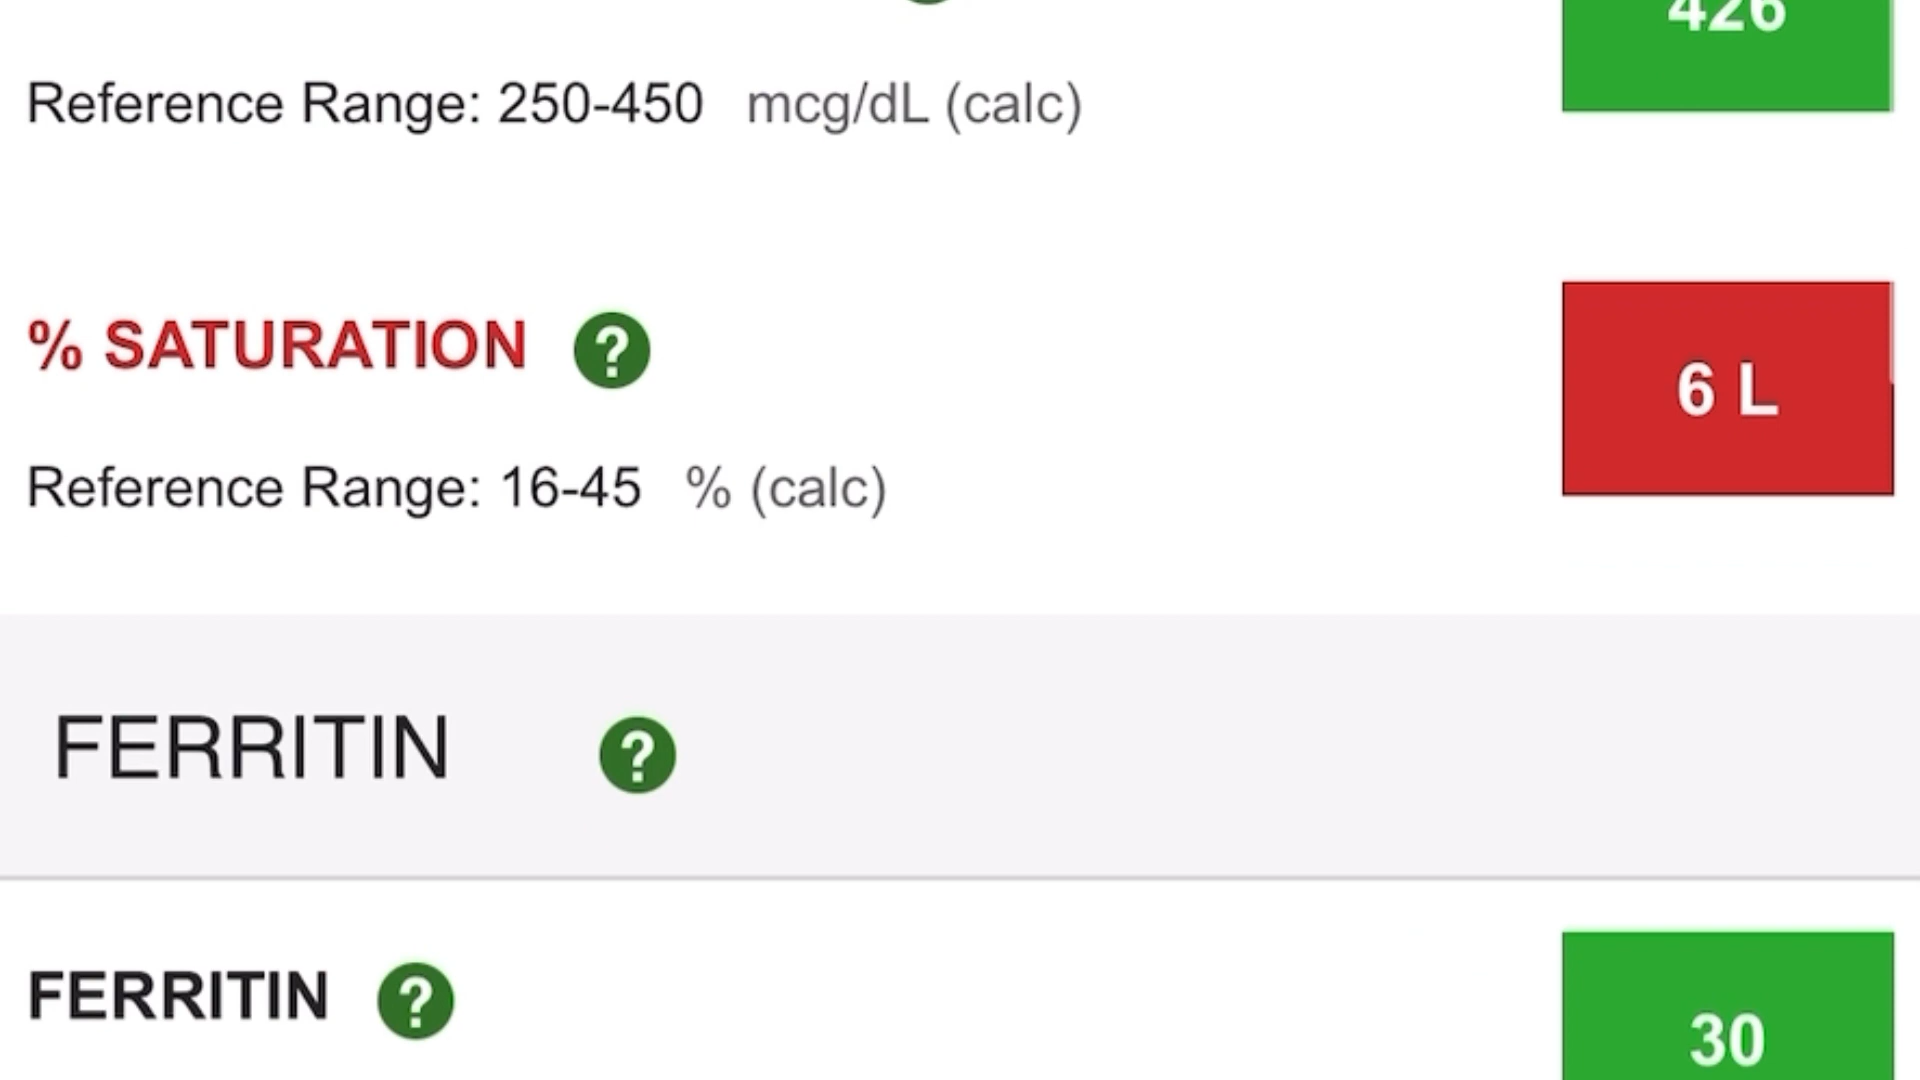 426
Reference Range: 250-450 mcg/dL (calc)
% SATURATION ?
6 L
Reference Range: 16-45 % (calc)
FERRITIN ?
FERRITIN ?
30